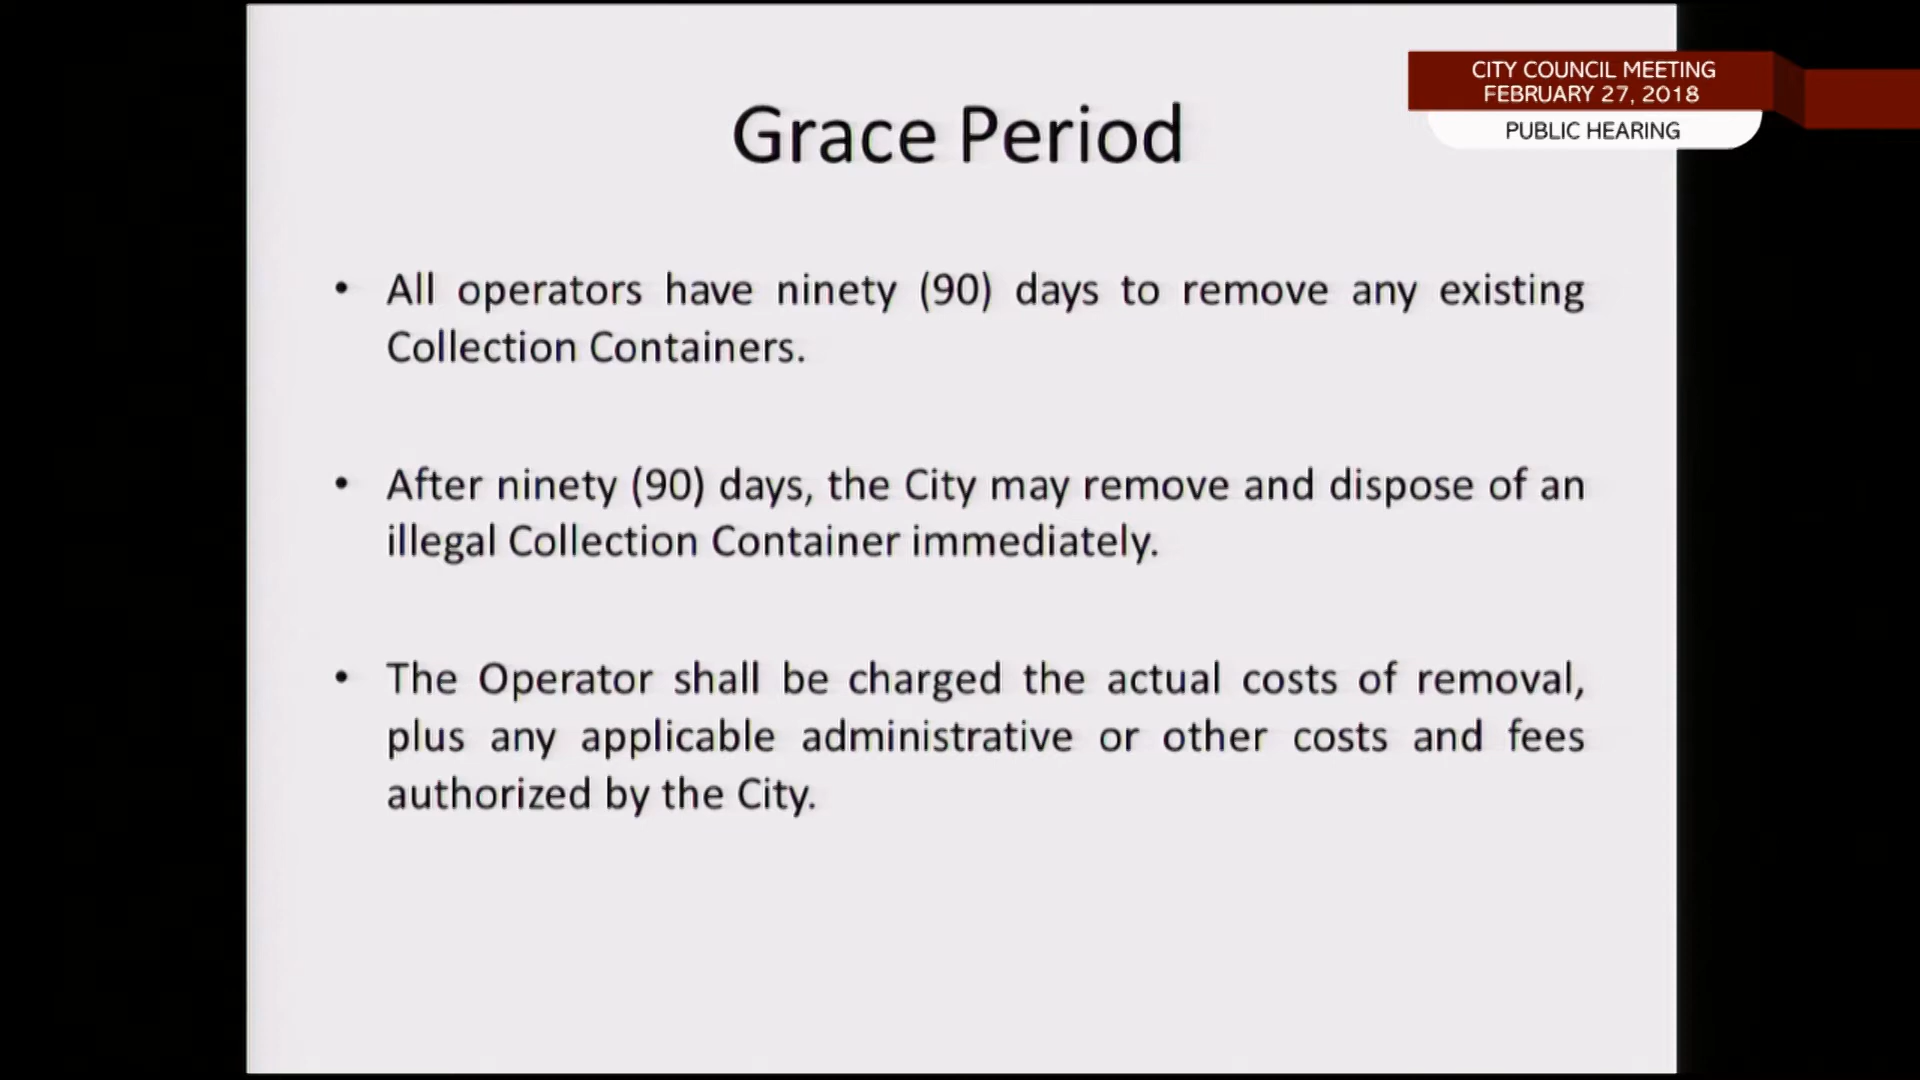 CITY COUNCIL MEETING
FEBRUARY 27, 2018
PUBLIC HEARING
Grace Period
• All operators have ninety (90) days to remove any existing
Collection Containers.
• After ninety (90) days, the City may remove and dispose of an
illegal Collection Container immediately.
• The Operator shall be charged the actual costs of removal,
plus any applicable administrative or other costs and fees
authorized by the City.